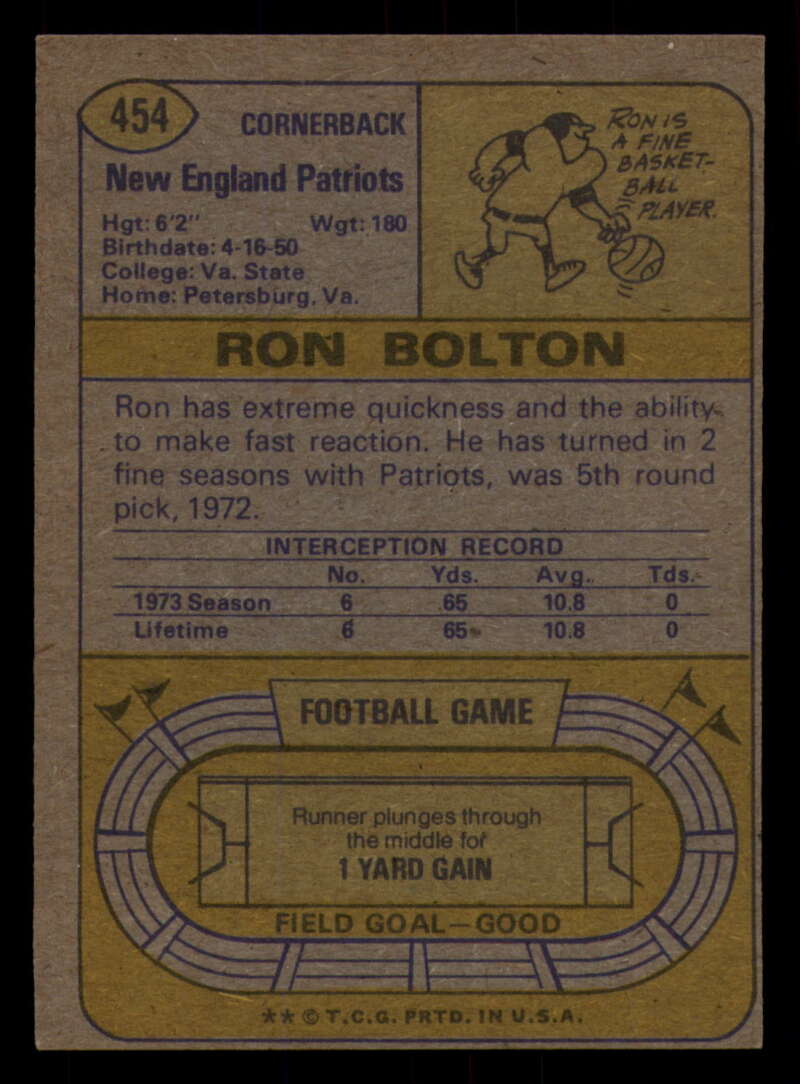 454
CORNERBACK
New England Patriots
Hgt: 6'2" Wgt: 180
Birthdate: 4-16-50
College: Va. State
Home: Petersburg, Va.
RON IS
A FINE
BASKET-
BALL
PLAYER.
RON BOLTON
Ron has extreme quickness and the ability
to make fast reaction. He has turned in 2
fine seasons with Patriots, was 5th round
pick, 1972.
INTERCEPTION RECORD
No. Yds. Avg. Tds.
1973 Season 6 65 10.8 0
Lifetime 6 65 10.8 0
FOOTBALL GAME
Runner plunges through
the middle for
1 YARD GAIN
FIELD GOAL—GOOD
** © T.C.G. PRTD. IN U.S.A.